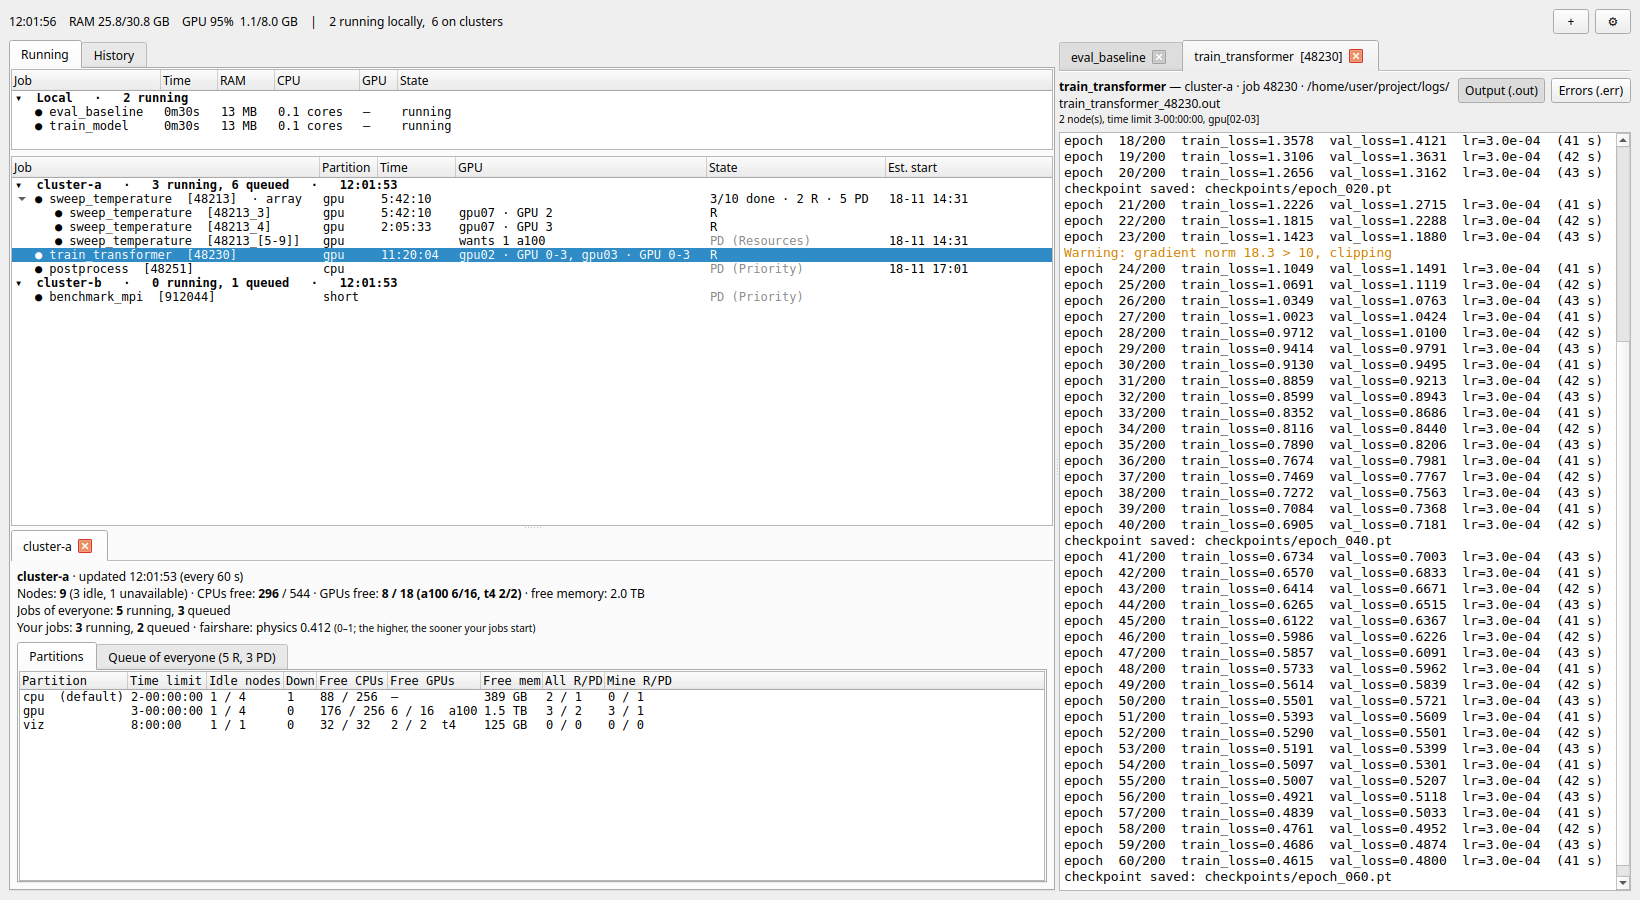 12:01:56 RAM 25.8/30.8 GB GPU 95% 1.1/8.0 GB | 2 running locally, 6 on clusters + ⚙
Running History
Job Time RAM CPU GPU State
▾ Local · 2 running
● eval_baseline 0m30s 13 MB 0.1 cores — running
● train_model 0m30s 13 MB 0.1 cores — running
Job Partition Time GPU State Est. start
▾ cluster-a · 3 running, 6 queued · 12:01:53
● sweep_temperature [48213] · array gpu 5:42:10 3/10 done · 2 R · 5 PD 18-11 14:31
● sweep_temperature [48213_3] gpu 5:42:10 gpu07 · GPU 2 R
● sweep_temperature [48213_4] gpu 2:05:33 gpu07 · GPU 3 R
● sweep_temperature [48213_[5-9]] gpu wants 1 a100 PD (Resources) 18-11 14:31
● train_transformer [48230] gpu 11:20:04 gpu02 · GPU 0-3, gpu03 · GPU 0-3 R
● postprocess [48251] cpu PD (Priority) 18-11 17:01
▾ cluster-b · 0 running, 1 queued · 12:01:53
● benchmark_mpi [912044] short PD (Priority)
cluster-a
cluster-a · updated 12:01:53 (every 60 s)
Nodes: 9 (3 idle, 1 unavailable) · CPUs free: 296 / 544 · GPUs free: 8 / 18 (a100 6/16, t4 2/2) · free memory: 2.0 TB
Jobs of everyone: 5 running, 3 queued
Your jobs: 3 running, 2 queued · fairshare: physics 0.412 (0–1; the higher, the sooner your jobs start)
Partitions Queue of everyone (5 R, 3 PD)
Partition Time limit Idle nodes Down Free CPUs Free GPUs Free mem All R/PD Mine R/PD
cpu (default) 2-00:00:00 1 / 4 1 88 / 256 — 389 GB 2 / 1 0 / 1
gpu 3-00:00:00 1 / 4 0 176 / 256 6 / 16 a100 1.5 TB 3 / 2 3 / 1
viz 8:00:00 1 / 1 0 32 / 32 2 / 2 t4 125 GB 0 / 0 0 / 0
eval_baseline train_transformer [48230]
train_transformer — cluster-a · job 48230 · /home/user/project/logs/
train_transformer_48230.out
2 node(s), time limit 3-00:00:00, gpu[02-03]
Output (.out) Errors (.err)
epoch 18/200 train_loss=1.3578 val_loss=1.4121 lr=3.0e-04 (41 s)
epoch 19/200 train_loss=1.3106 val_loss=1.3631 lr=3.0e-04 (42 s)
epoch 20/200 train_loss=1.2656 val_loss=1.3162 lr=3.0e-04 (43 s)
checkpoint saved: checkpoints/epoch_020.pt
epoch 21/200 train_loss=1.2226 val_loss=1.2715 lr=3.0e-04 (41 s)
epoch 22/200 train_loss=1.1815 val_loss=1.2288 lr=3.0e-04 (42 s)
epoch 23/200 train_loss=1.1423 val_loss=1.1880 lr=3.0e-04 (43 s)
Warning: gradient norm 18.3 > 10, clipping
epoch 24/200 train_loss=1.1049 val_loss=1.1491 lr=3.0e-04 (41 s)
epoch 25/200 train_loss=1.0691 val_loss=1.1119 lr=3.0e-04 (42 s)
epoch 26/200 train_loss=1.0349 val_loss=1.0763 lr=3.0e-04 (43 s)
epoch 27/200 train_loss=1.0023 val_loss=1.0424 lr=3.0e-04 (41 s)
epoch 28/200 train_loss=0.9712 val_loss=1.0100 lr=3.0e-04 (42 s)
epoch 29/200 train_loss=0.9414 val_loss=0.9791 lr=3.0e-04 (43 s)
epoch 30/200 train_loss=0.9130 val_loss=0.9495 lr=3.0e-04 (41 s)
epoch 31/200 train_loss=0.8859 val_loss=0.9213 lr=3.0e-04 (42 s)
epoch 32/200 train_loss=0.8599 val_loss=0.8943 lr=3.0e-04 (43 s)
epoch 33/200 train_loss=0.8352 val_loss=0.8686 lr=3.0e-04 (41 s)
epoch 34/200 train_loss=0.8116 val_loss=0.8440 lr=3.0e-04 (42 s)
epoch 35/200 train_loss=0.7890 val_loss=0.8206 lr=3.0e-04 (43 s)
epoch 36/200 train_loss=0.7674 val_loss=0.7981 lr=3.0e-04 (41 s)
epoch 37/200 train_loss=0.7469 val_loss=0.7767 lr=3.0e-04 (42 s)
epoch 38/200 train_loss=0.7272 val_loss=0.7563 lr=3.0e-04 (43 s)
epoch 39/200 train_loss=0.7084 val_loss=0.7368 lr=3.0e-04 (41 s)
epoch 40/200 train_loss=0.6905 val_loss=0.7181 lr=3.0e-04 (42 s)
checkpoint saved: checkpoints/epoch_040.pt
epoch 41/200 train_loss=0.6734 val_loss=0.7003 lr=3.0e-04 (43 s)
epoch 42/200 train_loss=0.6570 val_loss=0.6833 lr=3.0e-04 (41 s)
epoch 43/200 train_loss=0.6414 val_loss=0.6671 lr=3.0e-04 (42 s)
epoch 44/200 train_loss=0.6265 val_loss=0.6515 lr=3.0e-04 (43 s)
epoch 45/200 train_loss=0.6122 val_loss=0.6367 lr=3.0e-04 (41 s)
epoch 46/200 train_loss=0.5986 val_loss=0.6226 lr=3.0e-04 (42 s)
epoch 47/200 train_loss=0.5857 val_loss=0.6091 lr=3.0e-04 (43 s)
epoch 48/200 train_loss=0.5733 val_loss=0.5962 lr=3.0e-04 (41 s)
epoch 49/200 train_loss=0.5614 val_loss=0.5839 lr=3.0e-04 (42 s)
epoch 50/200 train_loss=0.5501 val_loss=0.5721 lr=3.0e-04 (43 s)
epoch 51/200 train_loss=0.5393 val_loss=0.5609 lr=3.0e-04 (41 s)
epoch 52/200 train_loss=0.5290 val_loss=0.5501 lr=3.0e-04 (42 s)
epoch 53/200 train_loss=0.5191 val_loss=0.5399 lr=3.0e-04 (43 s)
epoch 54/200 train_loss=0.5097 val_loss=0.5301 lr=3.0e-04 (41 s)
epoch 55/200 train_loss=0.5007 val_loss=0.5207 lr=3.0e-04 (42 s)
epoch 56/200 train_loss=0.4921 val_loss=0.5118 lr=3.0e-04 (43 s)
epoch 57/200 train_loss=0.4839 val_loss=0.5033 lr=3.0e-04 (41 s)
epoch 58/200 train_loss=0.4761 val_loss=0.4952 lr=3.0e-04 (42 s)
epoch 59/200 train_loss=0.4686 val_loss=0.4874 lr=3.0e-04 (43 s)
epoch 60/200 train_loss=0.4615 val_loss=0.4800 lr=3.0e-04 (41 s)
checkpoint saved: checkpoints/epoch_060.pt